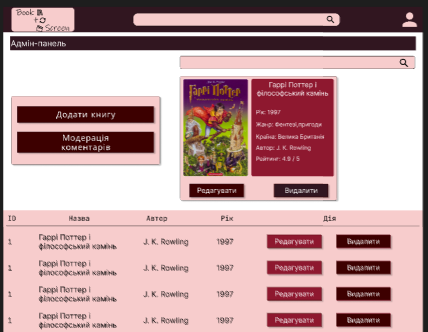 Book
to
Screen
Адмін-панель
Додати книгу
Модерація
коментарів
Гаррі Поттер
Гаррі Поттер і
філософський камінь
Рік: 1997
Жанр: Фентезі,пригоди
Країна: Велика Британія
Автор: J. K. Rowling
Рейтинг: 4.9 / 5
Редагувати
Видалити
ID Назва Автор Рік Дія
1 Гаррі Поттер і
філософський камінь J. K. Rowling 1997 Редагувати Видалити
1 Гаррі Поттер і
філософський камінь J. K. Rowling 1997 Редагувати Видалити
1 Гаррі Поттер і
філософський камінь J. K. Rowling 1997 Редагувати Видалити
1 Гаррі Поттер і
філософський камінь J. K. Rowling 1997 Редагувати Видалити